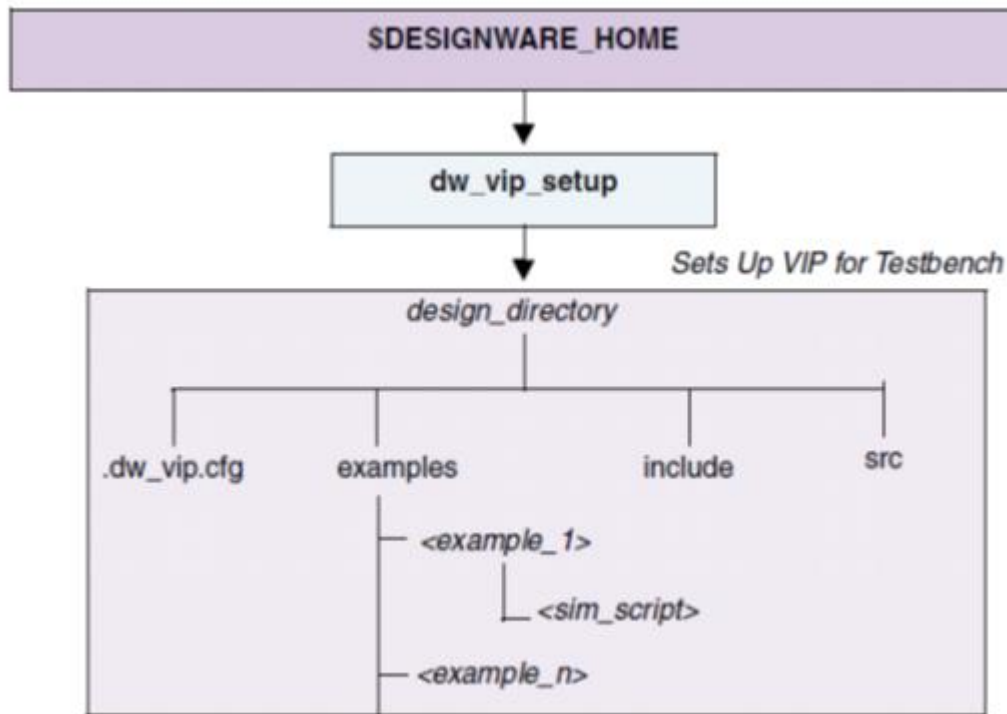 $DESIGNWARE_HOME
dw_vip_setup
Sets Up VIP for Testbench
design_directory
.dw_vip.cfg examples include src
<example_1>
<sim_script>
<example_n>